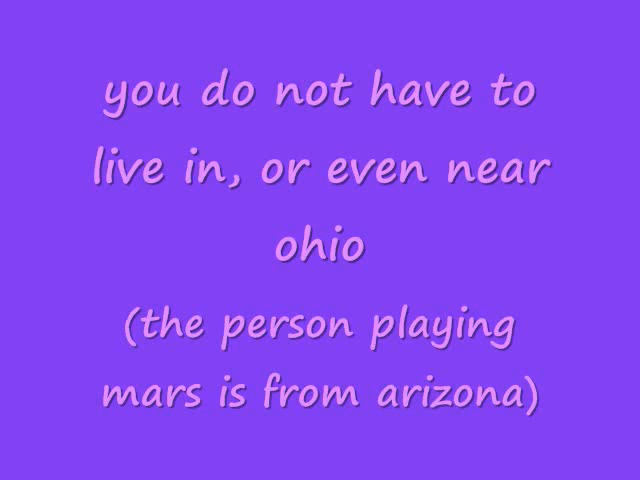 you do not have to
live in, or even near
ohio
(the person playing
mars is from arizona)